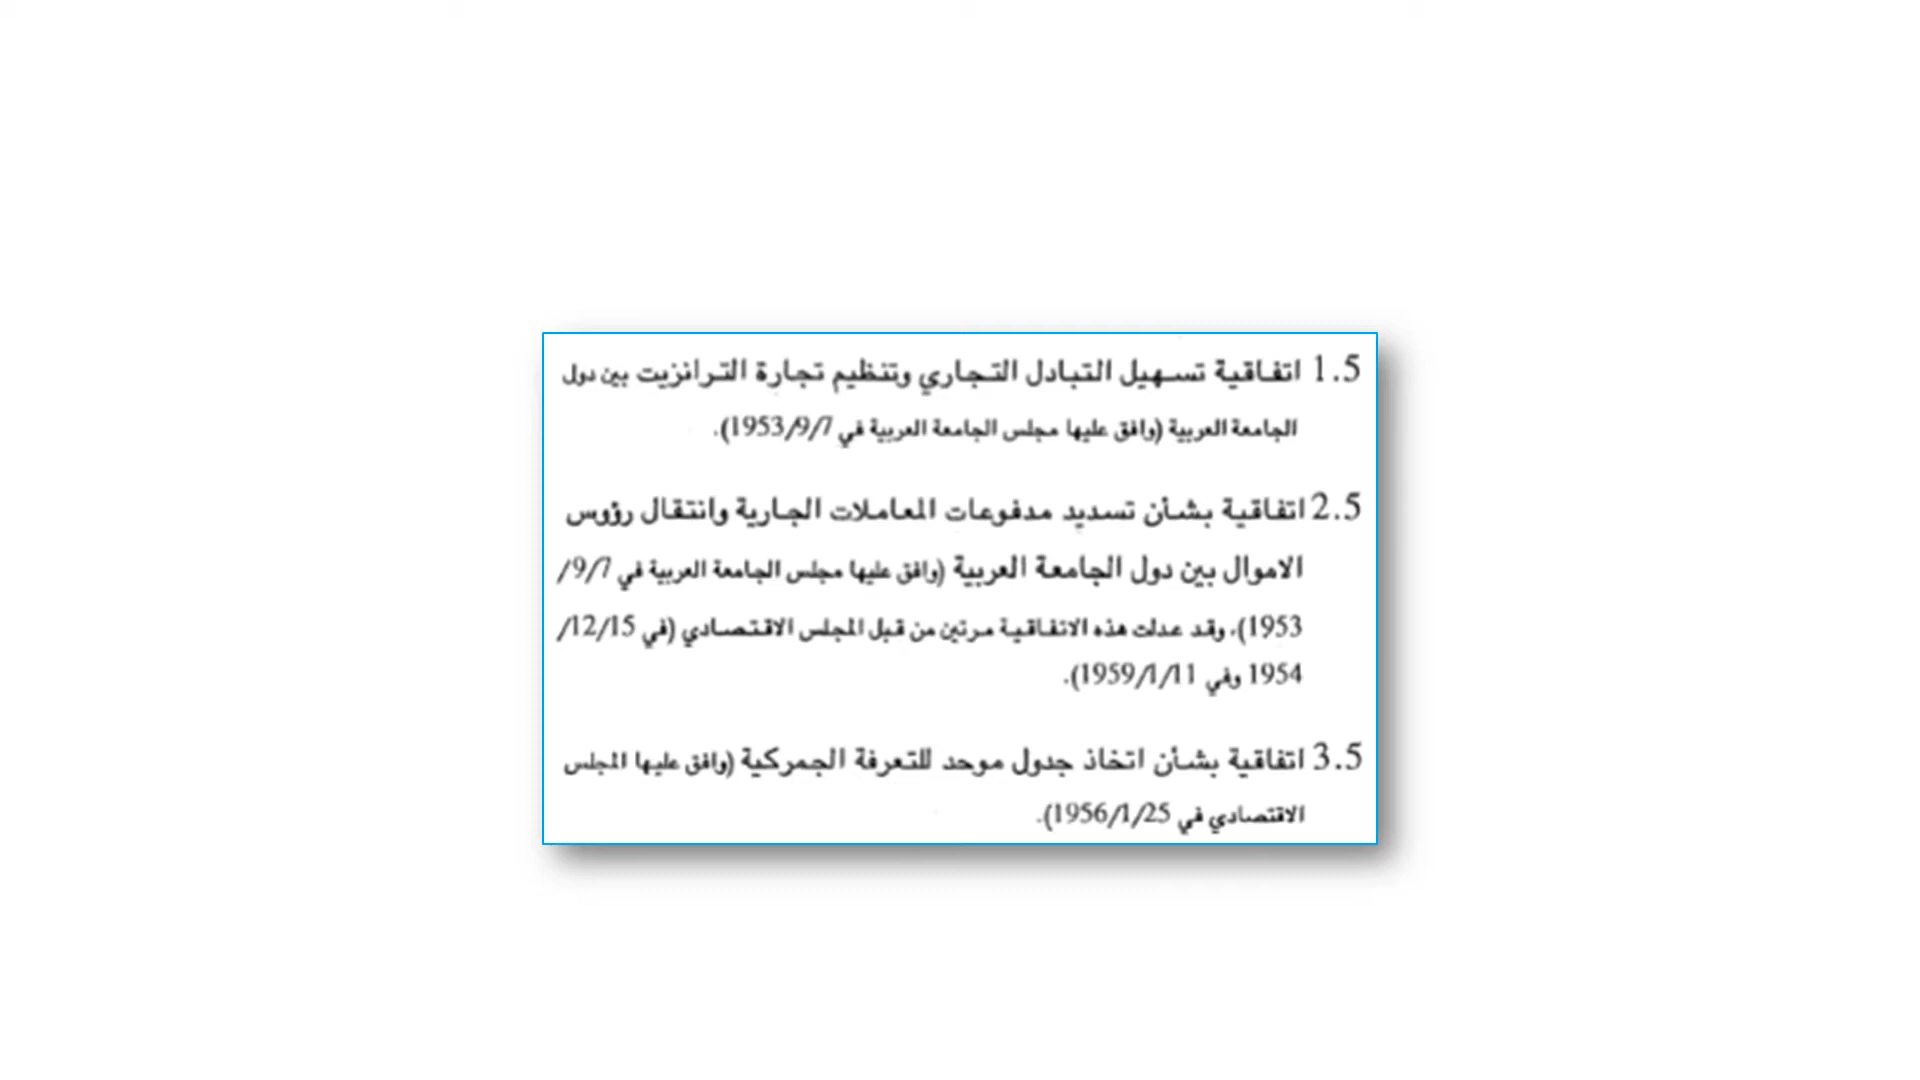 1.5 اتفاقية تسهيل التبادل التجاري وتنظيم تجارة الترانزيت بين دول
الجامعة العربية (وافق عليها مجلس الجامعة العربية في 1953/9/7).
2.5 اتفاقية بشأن تسديد مدفوعات المعاملات الجارية وانتقال رؤوس
الاموال بين دول الجامعة العربية (وافق عليها مجلس الجامعة العربية في 9/7/
1953)، وقد عدلت هذه الاتفاقية مرتين من قبل المجلس الاقتصادي (في 12/15/
1954 وفي 1959/1/11).
3.5 اتفاقية بشأن اتخاذ جدول موحد للتعرفة الجمركية (وافق عليها المجلس
الاقتصادي في 1956/1/25).